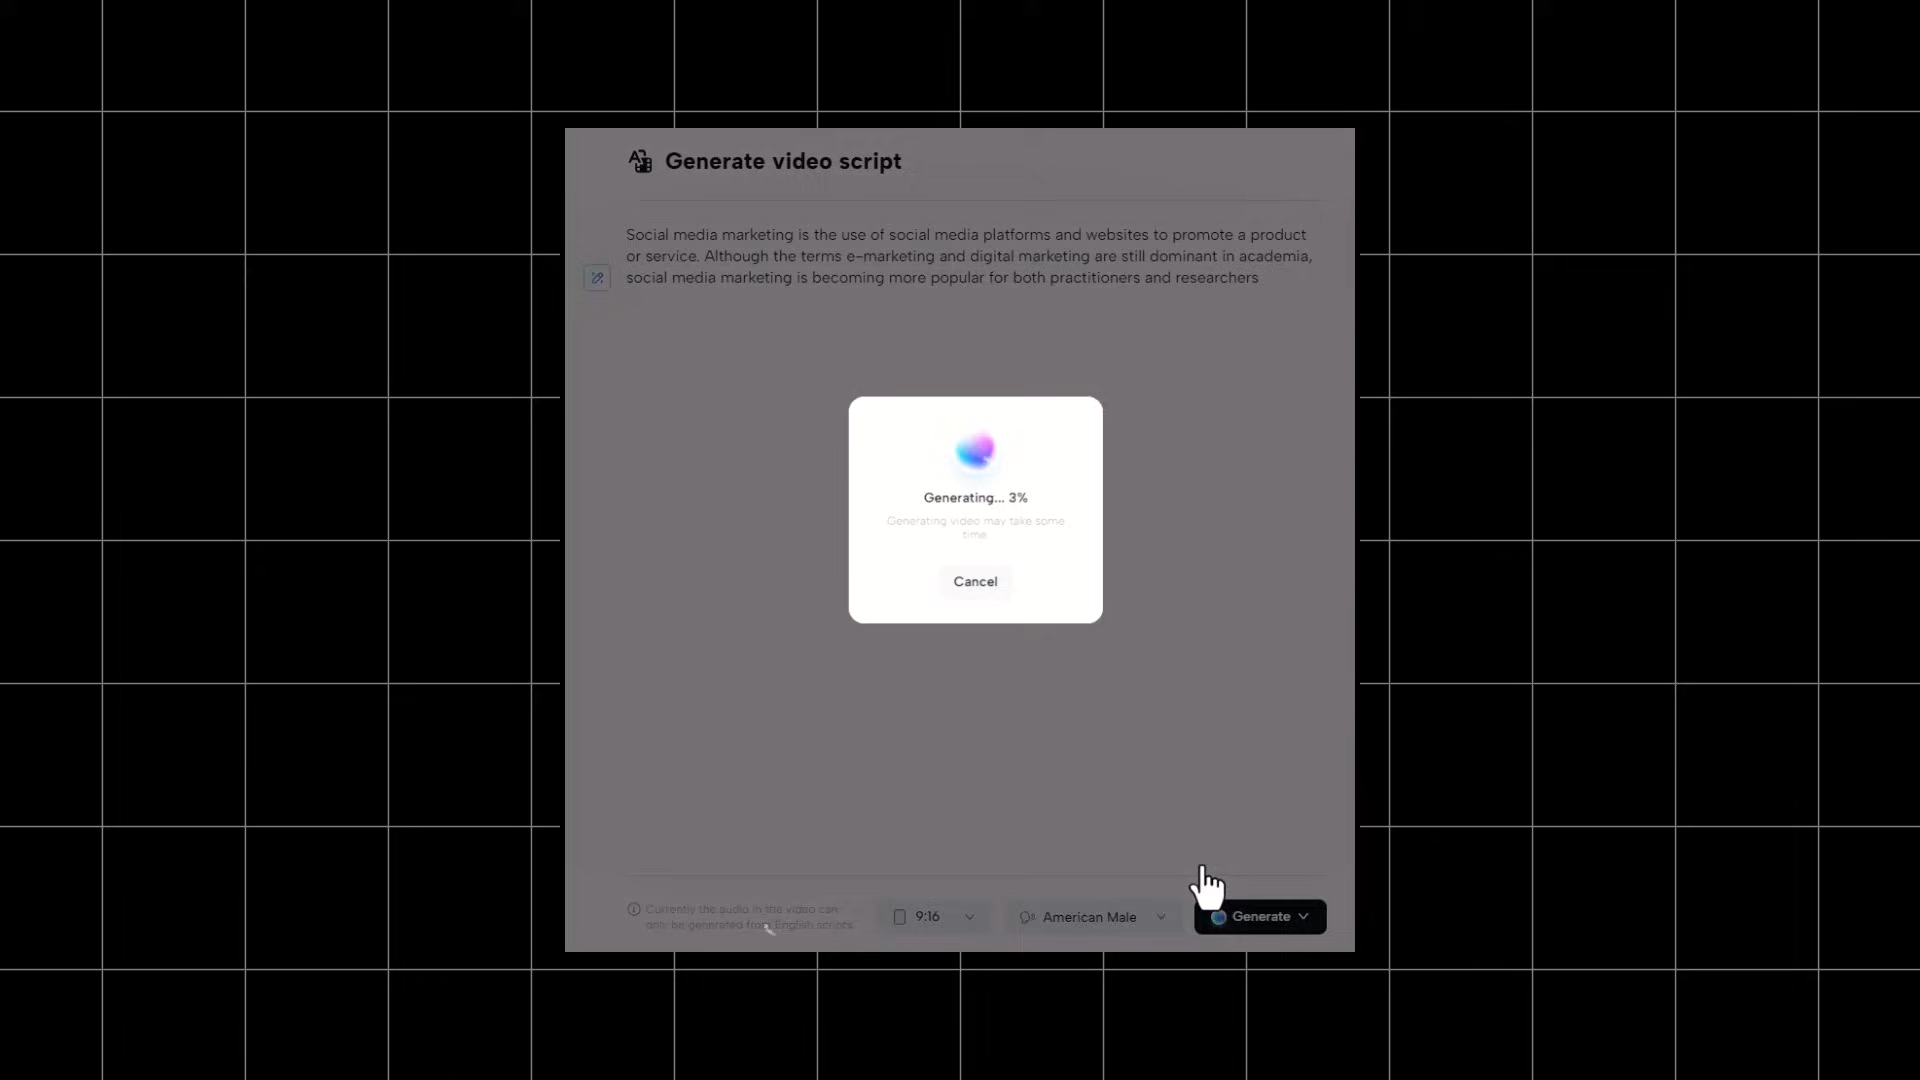 Generate video script
Social media marketing is the use of social media platforms and websites to promote a product
or service. Although the terms e-marketing and digital marketing are still dominant in academia,
social media marketing is becoming more popular for both practitioners and researchers
Generating... 3%
Generating video may take some
time.
Cancel
Currently the audio in the video can
only be generated from English scripts.
9:16
American Male
Generate